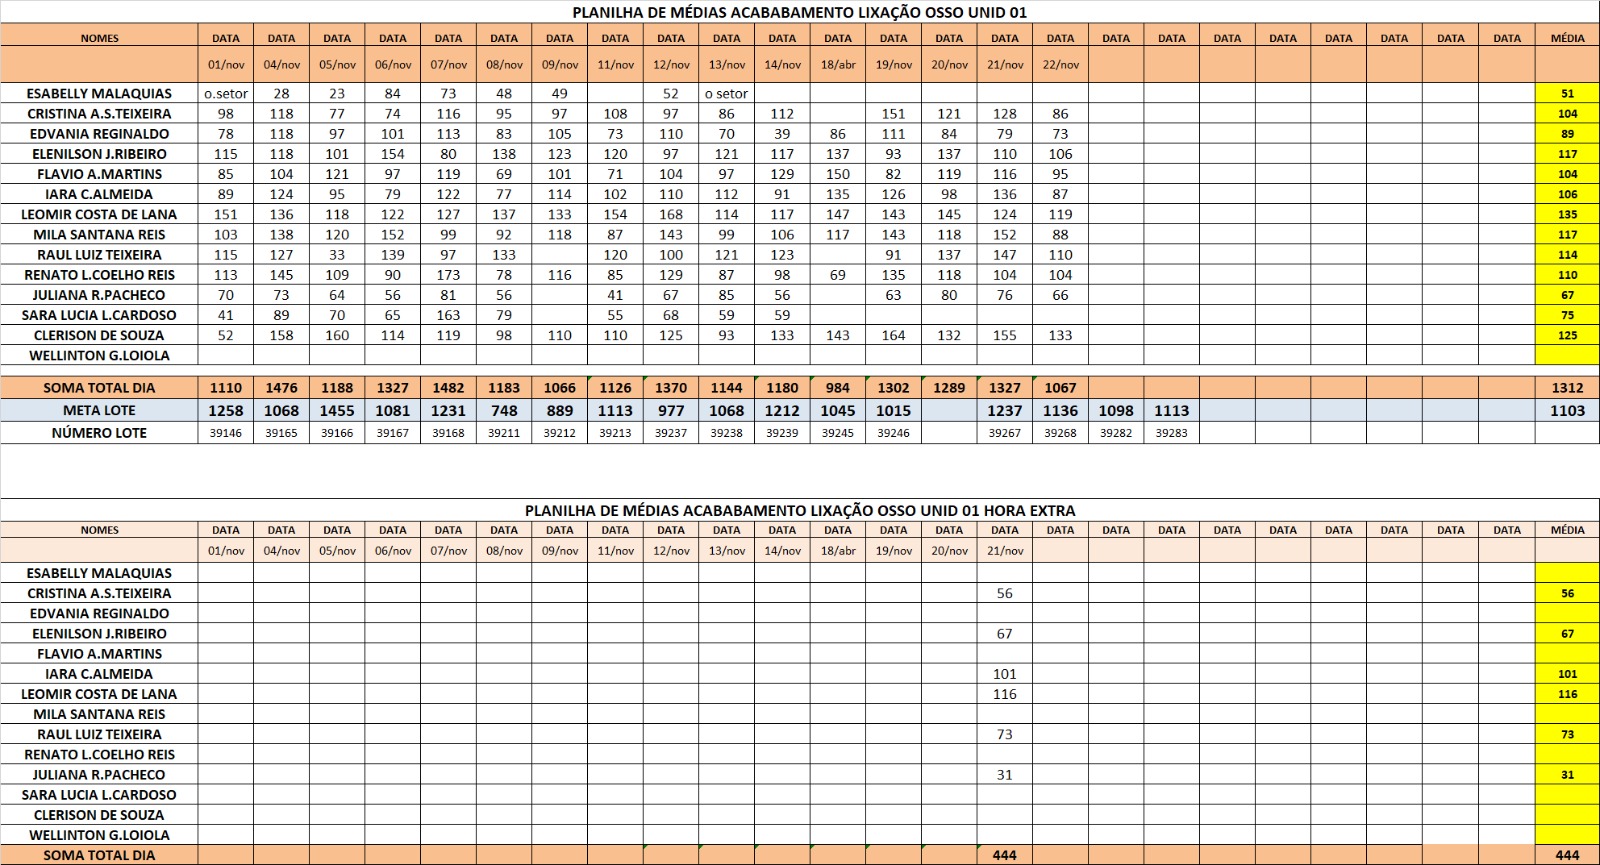 PLANILHA DE MÉDIAS ACABABAMENTO LIXAÇÃO OSSO UNID 01
NOMES DATA DATA DATA DATA DATA DATA DATA DATA DATA DATA DATA DATA DATA DATA DATA DATA DATA DATA DATA DATA DATA DATA DATA DATA MÉDIA
01/nov 04/nov 05/nov 06/nov 07/nov 08/nov 09/nov 11/nov 12/nov 13/nov 14/nov 18/abr 19/nov 20/nov 21/nov 22/nov
ESABELLY MALAQUIAS o.setor 28 23 84 73 48 49 52 o setor 51
CRISTINA A.S.TEIXEIRA 98 118 77 74 116 95 97 108 97 86 112 151 121 128 86 104
EDVANIA REGINALDO 78 118 97 101 113 83 105 73 110 70 39 86 111 84 79 73 89
ELENILSON J.RIBEIRO 115 118 101 154 80 138 123 120 97 121 117 137 93 137 110 106 117
FLAVIO A.MARTINS 85 104 121 97 119 69 101 71 104 97 129 150 82 119 116 95 104
IARA C.ALMEIDA 89 124 95 79 122 77 114 102 110 112 91 135 126 98 136 87 106
LEOMIR COSTA DE LANA 151 136 118 122 127 137 133 154 168 114 117 147 143 145 124 119 135
MILA SANTANA REIS 103 138 120 152 99 92 118 87 143 99 106 117 143 118 152 88 117
RAUL LUIZ TEIXEIRA 115 127 33 139 97 133 120 100 121 123 91 137 147 110 114
RENATO L.COELHO REIS 113 145 109 90 173 78 116 85 129 87 98 69 135 118 104 104 110
JULIANA R.PACHECO 70 73 64 56 81 56 41 67 85 56 63 80 76 66 67
SARA LUCIA L.CARDOSO 41 89 70 65 163 79 55 68 59 59 75
CLERISON DE SOUZA 52 158 160 114 119 98 110 110 125 93 133 143 164 132 155 133 125
WELLINTON G.LOIOLA
SOMA TOTAL DIA 1110 1476 1188 1327 1482 1183 1066 1126 1370 1144 1180 984 1302 1289 1327 1067 1312
META LOTE 1258 1068 1455 1081 1231 748 889 1113 977 1068 1212 1045 1015 1237 1136 1098 1113 1103
NÚMERO LOTE 39146 39165 39166 39167 39168 39211 39212 39213 39237 39238 39239 39245 39246 39267 39268 39282 39283
PLANILHA DE MÉDIAS ACABABAMENTO LIXAÇÃO OSSO UNID 01 HORA EXTRA
NOMES DATA DATA DATA DATA DATA DATA DATA DATA DATA DATA DATA DATA DATA DATA DATA DATA DATA DATA DATA DATA DATA DATA DATA DATA MÉDIA
01/nov 04/nov 05/nov 06/nov 07/nov 08/nov 09/nov 11/nov 12/nov 13/nov 14/nov 18/abr 19/nov 20/nov 21/nov
ESABELLY MALAQUIAS
CRISTINA A.S.TEIXEIRA 56 56
EDVANIA REGINALDO
ELENILSON J.RIBEIRO 67 67
FLAVIO A.MARTINS
IARA C.ALMEIDA 101 101
LEOMIR COSTA DE LANA 116 116
MILA SANTANA REIS
RAUL LUIZ TEIXEIRA 73 73
RENATO L.COELHO REIS
JULIANA R.PACHECO 31 31
SARA LUCIA L.CARDOSO
CLERISON DE SOUZA
WELLINTON G.LOIOLA
SOMA TOTAL DIA 444 444